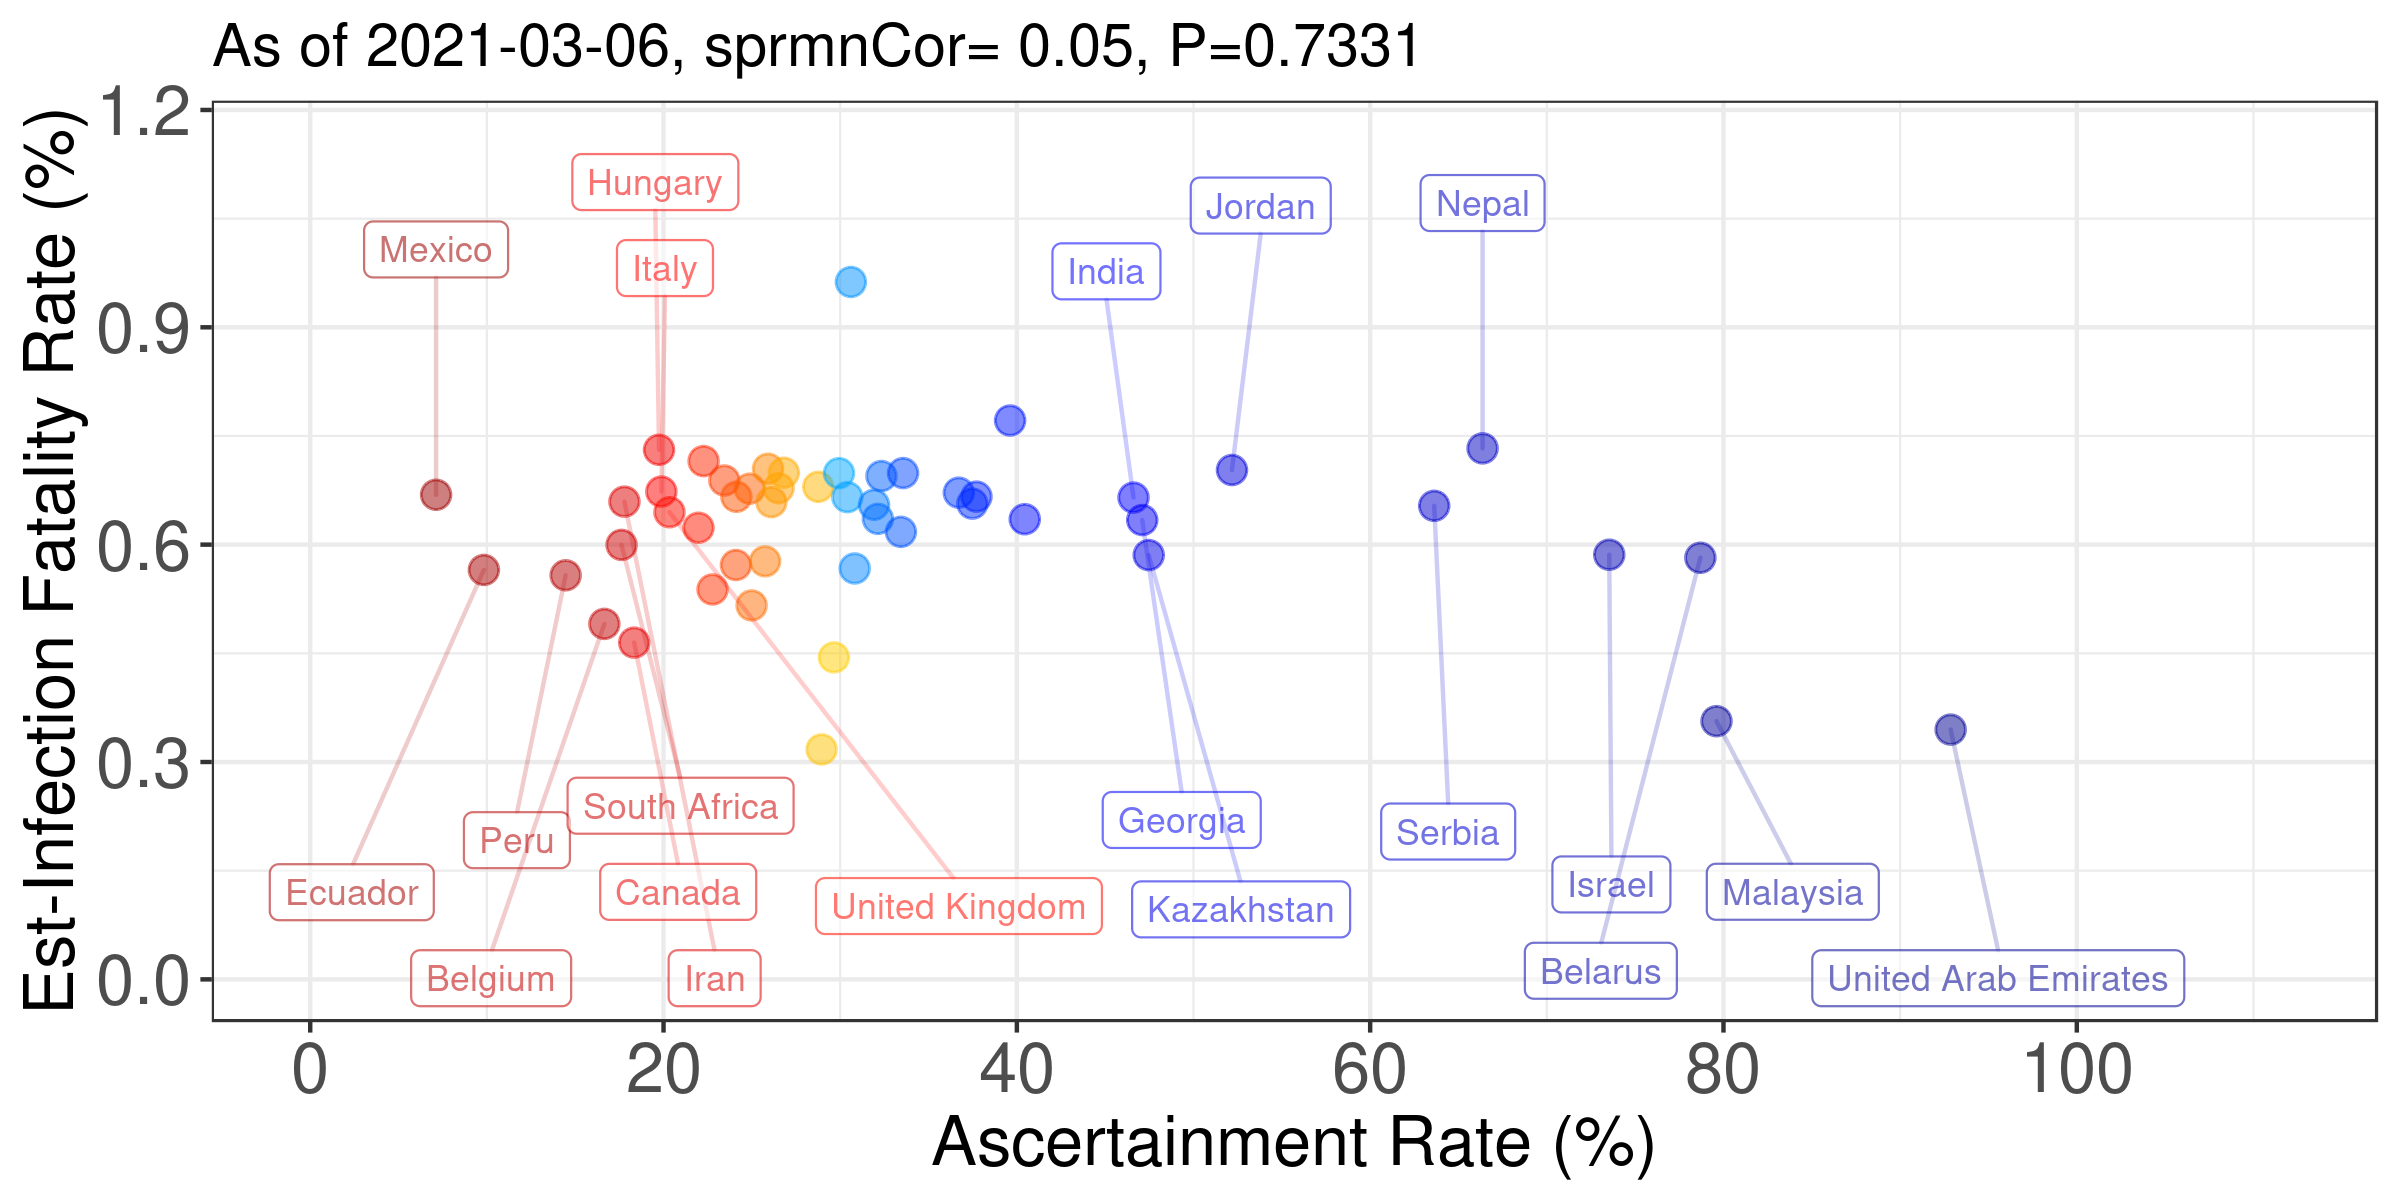 As of 2021-03-06, sprmnCor= 0.05, P=0.7331
Est-Infection Fatality Rate (%)
1.2
0.9
0.6
0.3
0.0
Hungary
Mexico
Italy
Jordan
Nepal
India
South Africa
Peru
Georgia
Serbia
Ecuador
Canada
United Kingdom
Kazakhstan
Israel
Malaysia
Belgium
Iran
Belarus
United Arab Emirates
0
20
40
60
80
100
Ascertainment Rate (%)